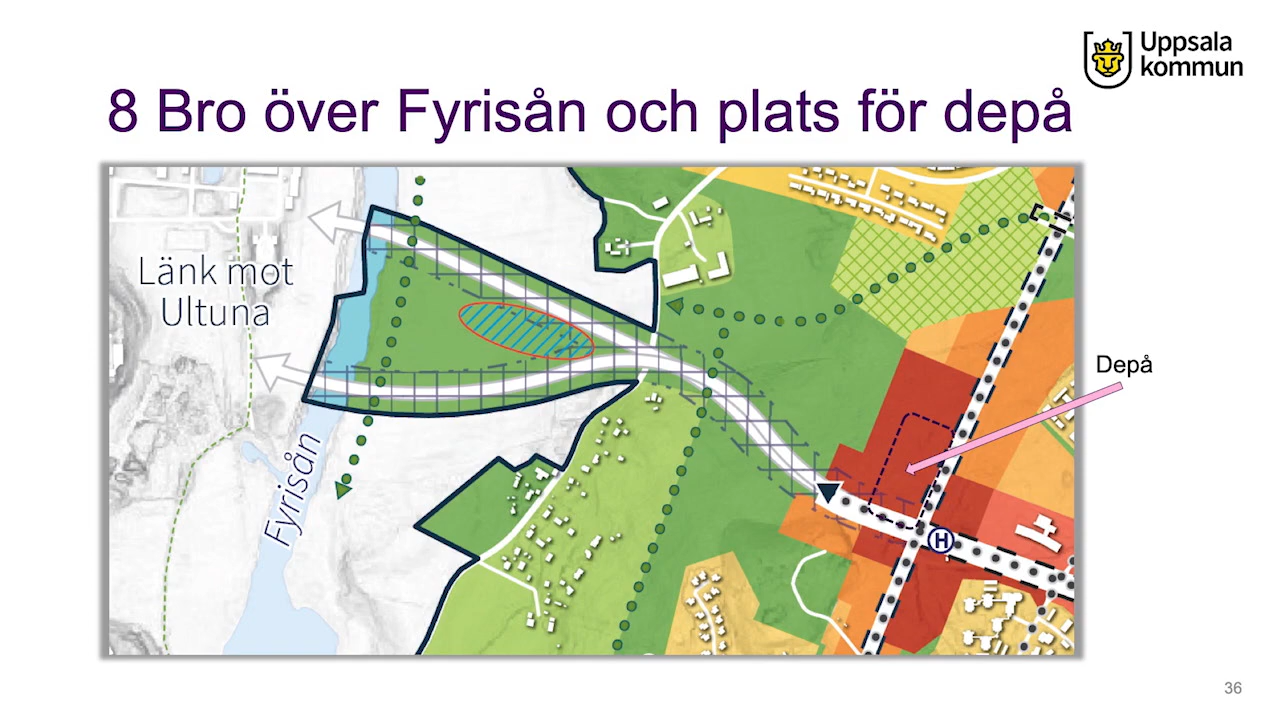 Uppsala
kommun
8 Bro över Fyrisån och plats för depå
Länk mot
Ultuna
Depå
Fyrisån
H
36